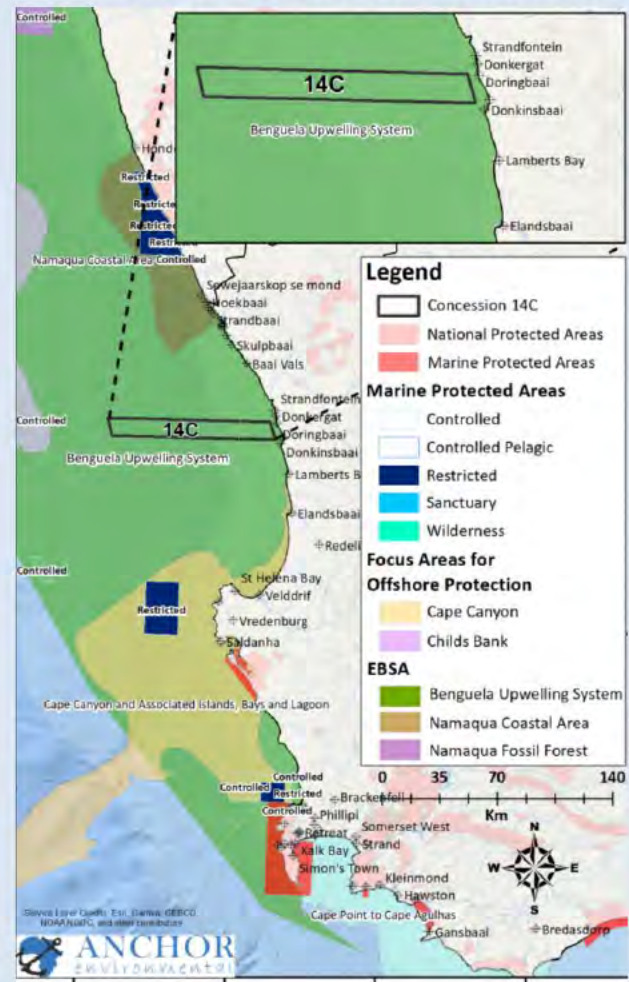 Controlled
Strandfontein
Donkergat
Doringbaai
14C
Donkinsbaai
Benguela Upwelling System
Lamberts Bay
Elandsbaai
Restricted
Restricted
Restricted
Namaqua Coastal Area
Controlled
Sewejaarskop se mond
Strandbaai
Skulpbaai
Baai Vals
Strandfontein
Donkergat
Controlled
14C
Doringbaai
Donkinsbaai
Benguela Upwelling System
Lamberts B
Elandsbaai
Redeli
Controlled
St Helena Bay
Velddrif
Restricted
Vredenburg
Saldanha
Cape Canyon and Associated Islands, Bays and Lagoon
Controlled
Controlled
Restricted
Controlled
Brackenfell
Phillipi
Retreat
Somerset West
Strand
Kalk Bay
Simon's Town
Kleinmond
Hawston
Cape Point to Cape Agulhas
Gansbaai
Bredasdorp
Legend
Concession 14C
National Protected Areas
Marine Protected Areas
Marine Protected Areas
Controlled
Controlled Pelagic
Restricted
Sanctuary
Wilderness
Focus Areas for
Offshore Protection
Cape Canyon
Childs Bank
EBSA
Benguela Upwelling System
Namaqua Coastal Area
Namaqua Fossil Forest
0 35 70 140
Km
N
W E
S
ANCHOR
environmental